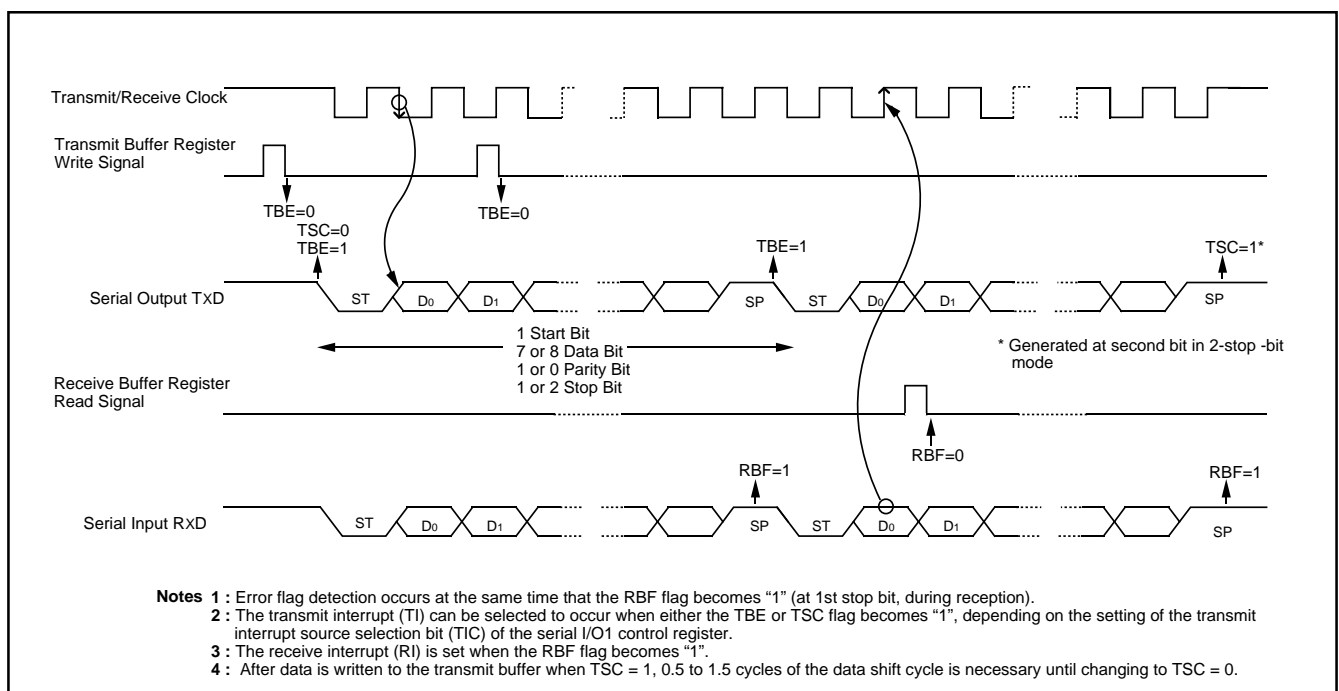 Transmit/Receive Clock
Transmit Buffer Register
Write Signal
TBE=0
TBE=0
TSC=0
TBE=1
TBE=1
TSC=1*
Serial Output TXD
ST
D0
D1
SP
ST
D0
D1
SP
1 Start Bit
7 or 8 Data Bit
1 or 0 Parity Bit
1 or 2 Stop Bit
* Generated at second bit in 2-stop -bit
mode
Receive Buffer Register
Read Signal
RBF=0
RBF=1
RBF=1
Serial Input RXD
ST
D0
D1
SP
ST
D0
D1
SP
Notes 1 : Error flag detection occurs at the same time that the RBF flag becomes “1” (at 1st stop bit, during reception).
2 : The transmit interrupt (TI) can be selected to occur when either the TBE or TSC flag becomes “1”, depending on the setting of the transmit
interrupt source selection bit (TIC) of the serial I/O1 control register.
3 : The receive interrupt (RI) is set when the RBF flag becomes “1”.
4 : After data is written to the transmit buffer when TSC = 1, 0.5 to 1.5 cycles of the data shift cycle is necessary until changing to TSC = 0.